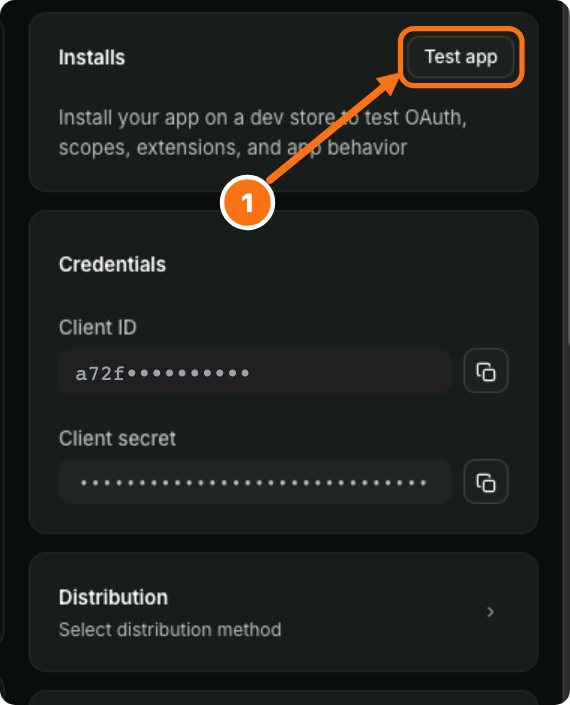 Installs
Test app
Install your app on a dev store to test OAuth,
scopes, extensions, and app behavior
1
Credentials
Client ID
a72f••••••••••
Client secret
••••••••••••••••••••••••••••••
Distribution
Select distribution method